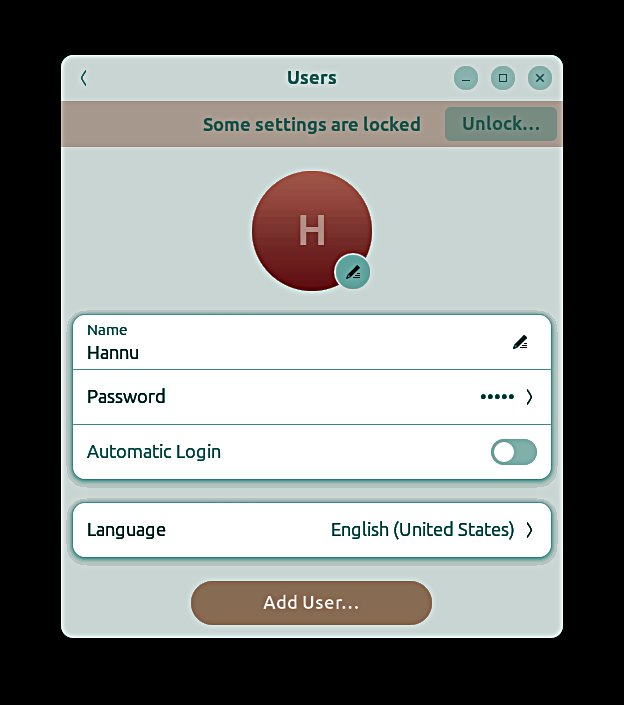 Users
Some settings are locked
Unlock...
H
Name
Hannu
Password
•••••
Automatic Login
Language
English (United States)
Add User...